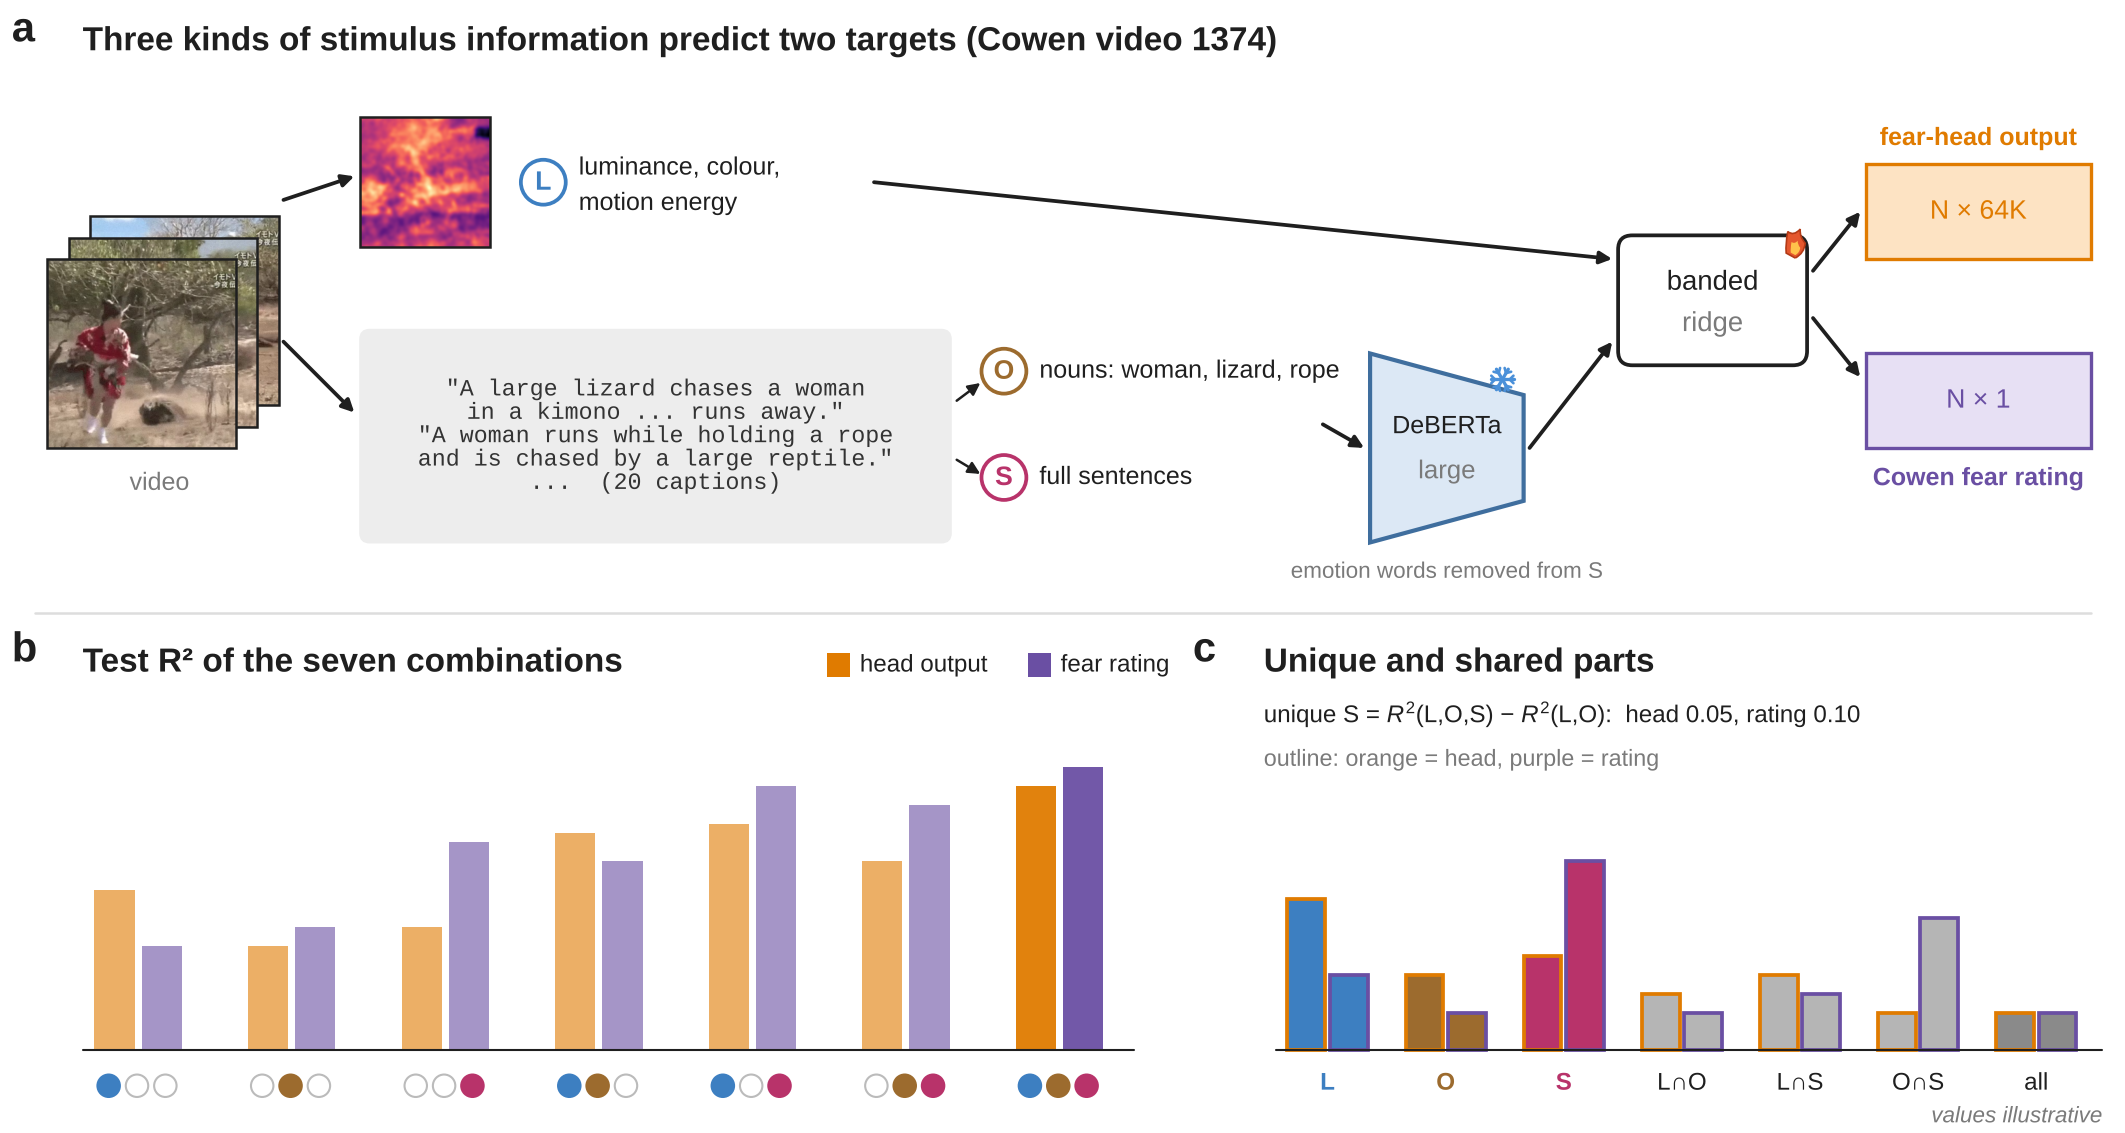 a
Three kinds of stimulus information predict two targets (Cowen video 1374)
L
luminance, colour,
motion energy
fear-head output
N × 64K
banded
ridge
イモトV
"A large lizard chases a woman
in a kimono ... runs away."
"A woman runs while holding a rope
and is chased by a large reptile."
... (20 captions)
video
O
nouns: woman, lizard, rope
S
full sentences
DeBERTa
large
emotion words removed from S
N × 1
Cowen fear rating
b
Test R² of the seven combinations
head output
fear rating
c
Unique and shared parts
unique S = R²(L,O,S) − R²(L,O): head 0.05, rating 0.10
outline: orange = head, purple = rating
L
O
S
L∩O
L∩S
O∩S
all
values illustrative